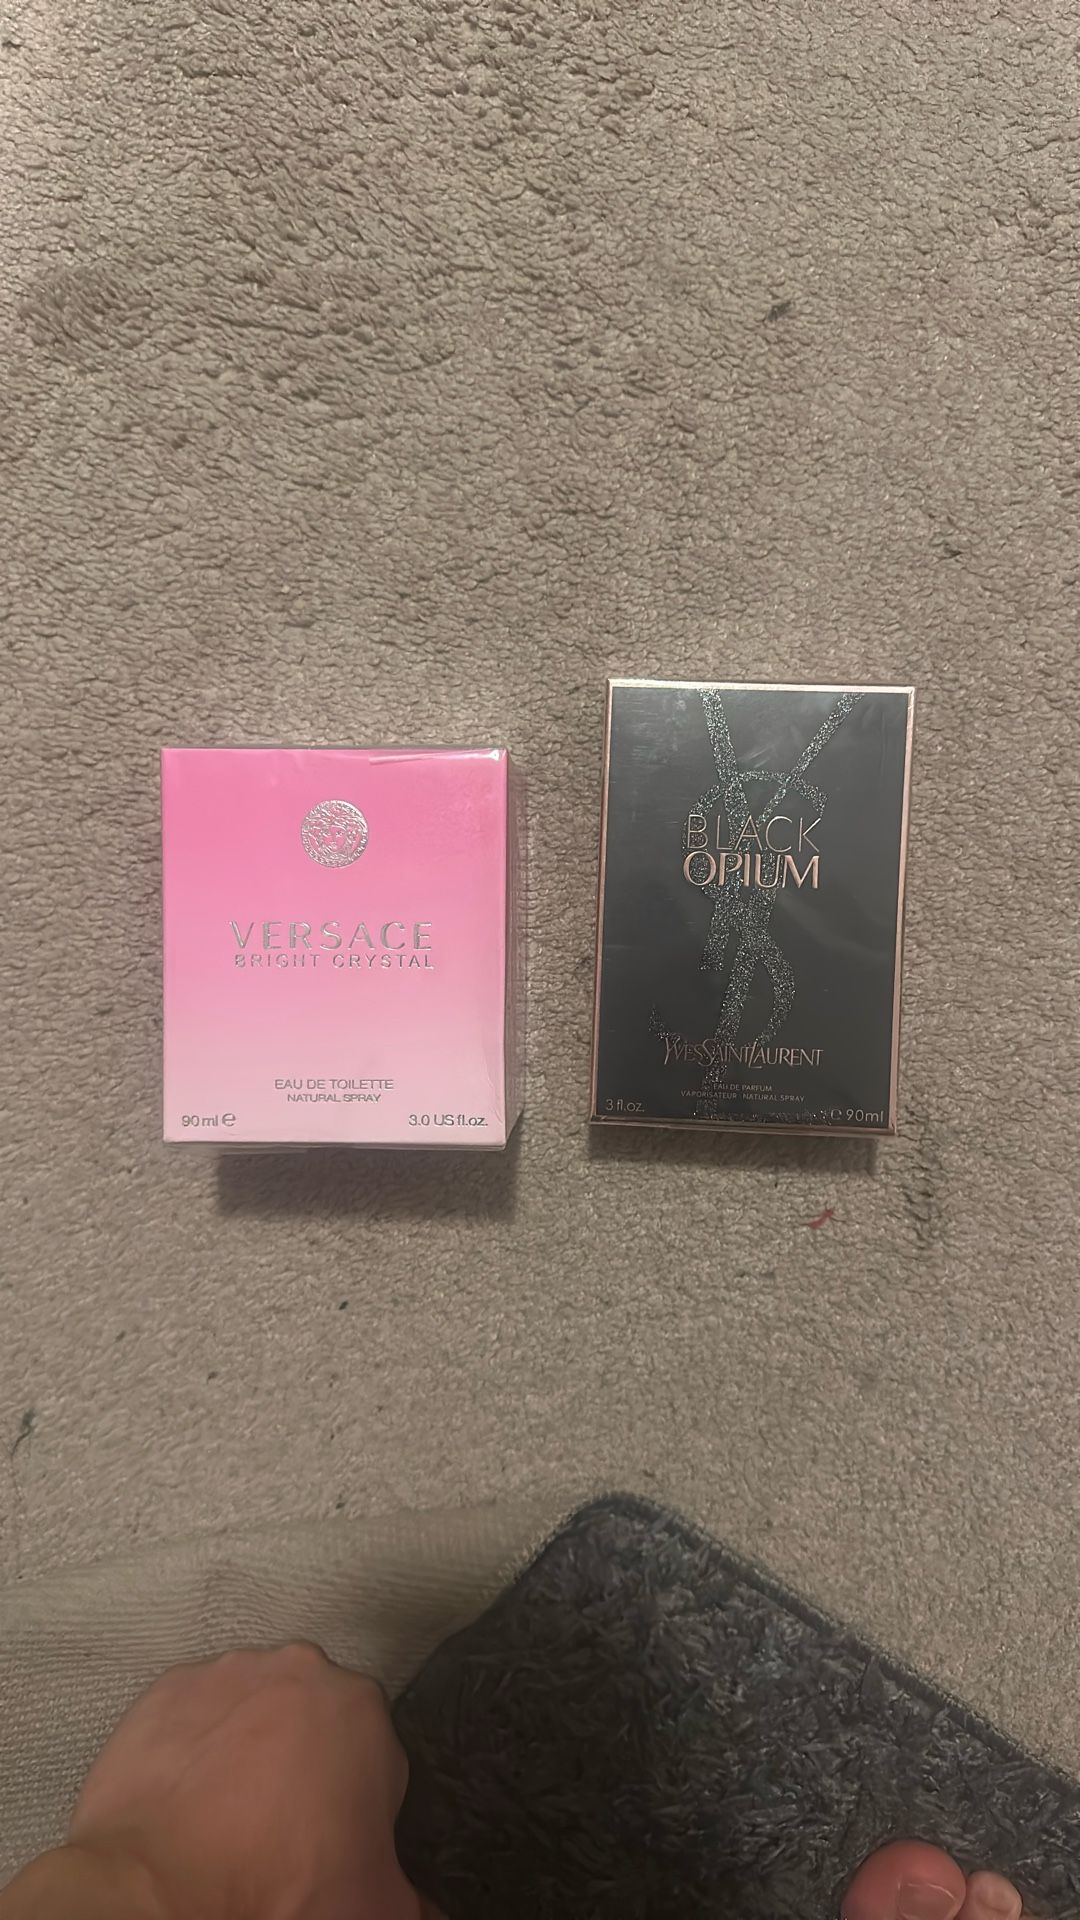 VERSACE
BRIGHT CRYSTAL
EAU DE TOILETTE
NATURAL SPRAY
90 ml e
3.0 US fl.oz.
BLACK
OPIUM
YVESSAINTLAURENT
EAU DE PARFUM
VAPORISATEUR · NATURAL SPRAY
3 fl.oz.
e 90ml